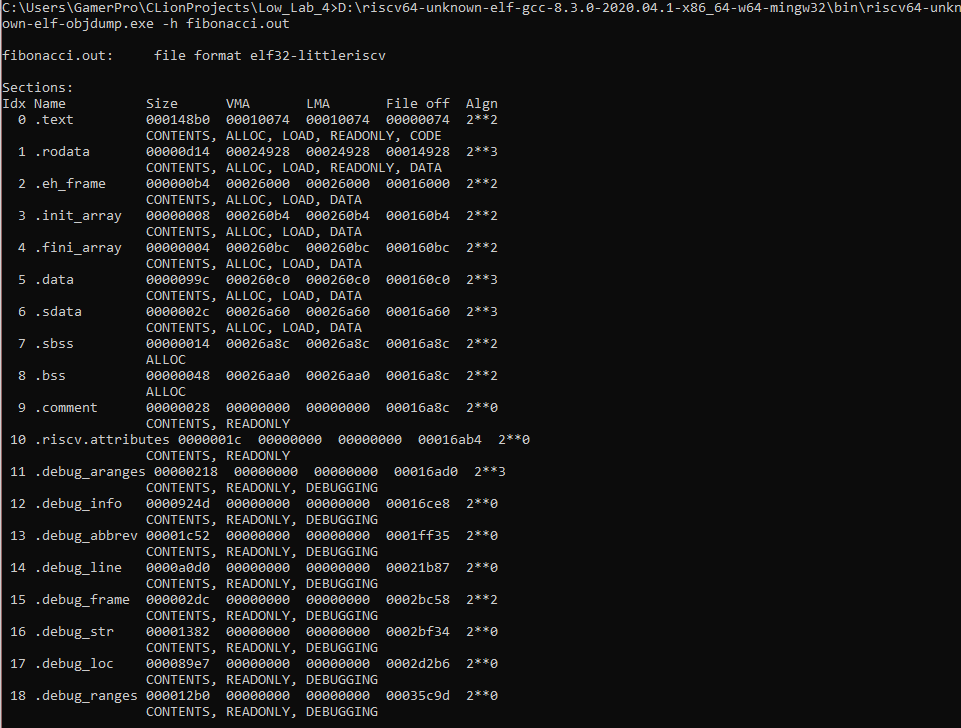 C:\Users\GamerPro\CLionProjects\Low_Lab_4>D:\riscv64-unknown-elf-gcc-8.3.0-2020.04.1-x86_64-w64-mingw32\bin\riscv64-unkn
own-elf-objdump.exe -h fibonacci.out

fibonacci.out:     file format elf32-littleriscv

Sections:
Idx Name          Size      VMA       LMA       File off  Algn
  0 .text         000148b0  00010074  00010074  00000074  2**2
                  CONTENTS, ALLOC, LOAD, READONLY, CODE
  1 .rodata       00000d14  00024928  00024928  00014928  2**3
                  CONTENTS, ALLOC, LOAD, READONLY, DATA
  2 .eh_frame     000000b4  00026000  00026000  00016000  2**2
                  CONTENTS, ALLOC, LOAD, DATA
  3 .init_array   00000008  000260b4  000260b4  000160b4  2**2
                  CONTENTS, ALLOC, LOAD, DATA
  4 .fini_array   00000004  000260bc  000260bc  000160bc  2**2
                  CONTENTS, ALLOC, LOAD, DATA
  5 .data         0000099c  000260c0  000260c0  000160c0  2**3
                  CONTENTS, ALLOC, LOAD, DATA
  6 .sdata        0000002c  00026a60  00026a60  00016a60  2**3
                  CONTENTS, ALLOC, LOAD, DATA
  7 .sbss         00000014  00026a8c  00026a8c  00016a8c  2**2
                  ALLOC
  8 .bss          00000048  00026aa0  00026aa0  00016a8c  2**2
                  ALLOC
  9 .comment      00000028  00000000  00000000  00016a8c  2**0
                  CONTENTS, READONLY
 10 .riscv.attributes 0000001c  00000000  00000000  00016ab4  2**0
                  CONTENTS, READONLY
 11 .debug_aranges 00000218  00000000  00000000  00016ad0  2**3
                  CONTENTS, READONLY, DEBUGGING
 12 .debug_info   0000924d  00000000  00000000  00016ce8  2**0
                  CONTENTS, READONLY, DEBUGGING
 13 .debug_abbrev 00001c52  00000000  00000000  0001ff35  2**0
                  CONTENTS, READONLY, DEBUGGING
 14 .debug_line   0000a0d0  00000000  00000000  00021b87  2**0
                  CONTENTS, READONLY, DEBUGGING
 15 .debug_frame  000002dc  00000000  00000000  0002bc58  2**2
                  CONTENTS, READONLY, DEBUGGING
 16 .debug_str    00001382  00000000  00000000  0002bf34  2**0
                  CONTENTS, READONLY, DEBUGGING
 17 .debug_loc    000089e7  00000000  00000000  0002d2b6  2**0
                  CONTENTS, READONLY, DEBUGGING
 18 .debug_ranges 000012b0  00000000  00000000  00035c9d  2**0
                  CONTENTS, READONLY, DEBUGGING